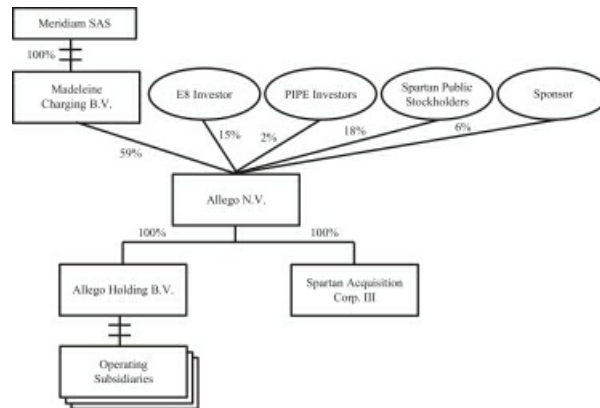 Meridiam SAS
100%
Madeleine
Charging B.V.
E8 Investor
PIPE Investors
Spartan Public
Stockholders
Sponsor
59%
15%
2%
18%
6%
Allego N.V.
100%
100%
Allego Holding B.V.
Spartan Acquisition
Corp. III
Operating
Subsidiaries